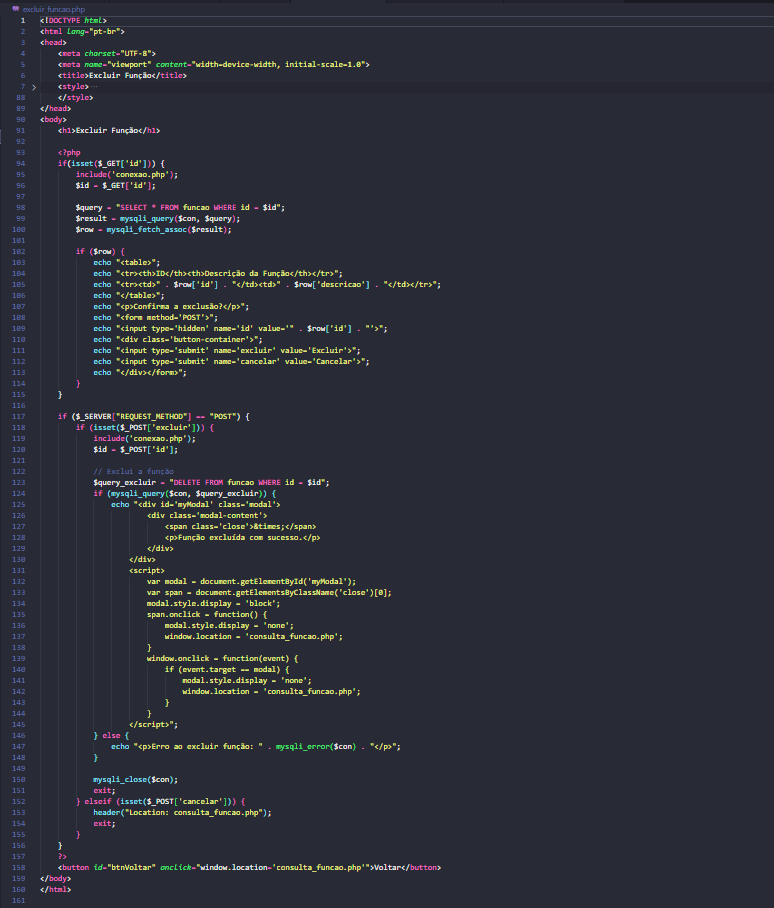 excluir_funcao.php
1 <!DOCTYPE html>
2 <html lang="pt-br">
3 <head>
4 <meta charset="UTF-8">
5 <meta name="viewport" content="width=device-width, initial-scale=1.0">
6 <title>Excluir Função</title>
7 <style>...
88 </style>
89 </head>
90 <body>
91 <h1>Excluir Função</h1>
92
93 <?php
94 if(isset($_GET['id'])) {
95 include('conexao.php');
96 $id = $_GET['id'];
97
98 $query = "SELECT * FROM funcao WHERE id = $id";
99 $result = mysqli_query($con, $query);
100 $row = mysqli_fetch_assoc($result);
101
102 if ($row) {
103 echo "<table>";
104 echo "<tr><th>ID</th><th>Descrição da Função</th></tr>";
105 echo "<tr><td>" . $row['id'] . "</td><td>" . $row['descricao'] . "</td></tr>";
106 echo "</table>";
107 echo "<p>Confirma a exclusão?</p>";
108 echo "<form method='POST'>";
109 echo "<input type='hidden' name='id' value='" . $row['id'] . "'>";
110 echo "<div class='button-container'>";
111 echo "<input type='submit' name='excluir' value='Excluir'>";
112 echo "<input type='submit' name='cancelar' value='Cancelar'>";
113 echo "</div></form>";
114 }
115 }
116
117 if ($_SERVER["REQUEST_METHOD"] == "POST") {
118 if (isset($_POST['excluir'])) {
119 include('conexao.php');
120 $id = $_POST['id'];
121
122 // Exclui a função
123 $query_excluir = "DELETE FROM funcao WHERE id = $id";
124 if (mysqli_query($con, $query_excluir)) {
125 echo "<div id='myModal' class='modal'>
126 <div class='modal-content'>
127 <span class='close'>&times;</span>
128 <p>Função excluída com sucesso.</p>
129 </div>
130 </div>
131 <script>
132 var modal = document.getElementById('myModal');
133 var span = document.getElementsByClassName('close')[0];
134 modal.style.display = 'block';
135 span.onclick = function() {
136 modal.style.display = 'none';
137 window.location = 'consulta_funcao.php';
138 }
139 window.onclick = function(event) {
140 if (event.target == modal) {
141 modal.style.display = 'none';
142 window.location = 'consulta_funcao.php';
143 }
144 }
145 </script>";
146 } else {
147 echo "<p>Erro ao excluir função: " . mysqli_error($con) . "</p>";
148 }
149
150 mysqli_close($con);
151 exit;
152 } elseif (isset($_POST['cancelar'])) {
153 header("Location: consulta_funcao.php");
154 exit;
155 }
156 }
157 ?>
158 <button id="btnVoltar" onclick="window.location='consulta_funcao.php'">Voltar</button>
159 </body>
160 </html>
161